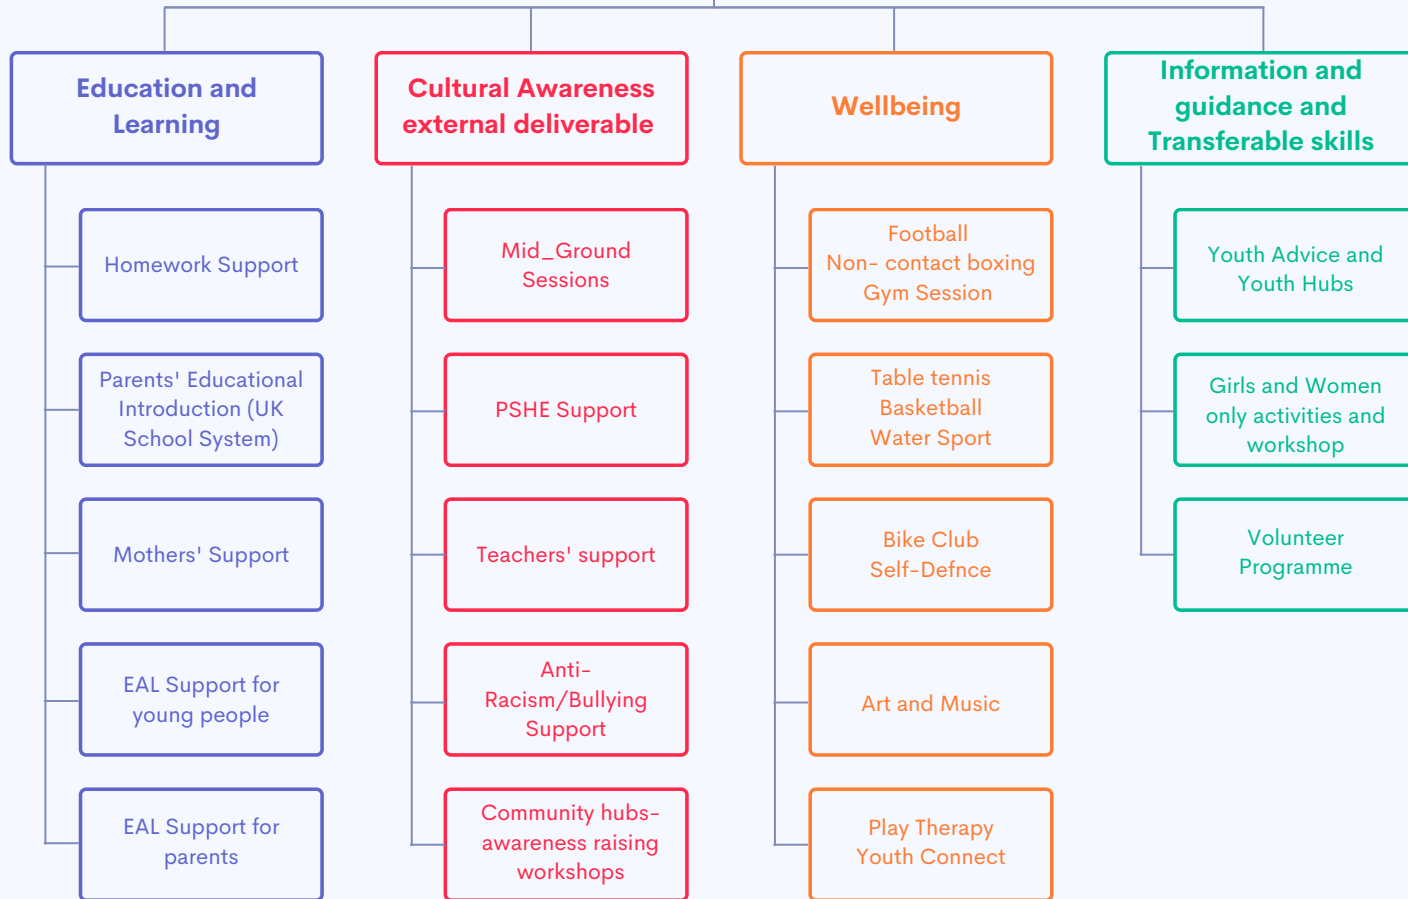 Education and
Learning
Homework Support
Parents' Educational
Introduction (UK
School System)
Mothers' Support
EAL Support for
young people
EAL Support for
parents
Cultural Awareness
external deliverable
Mid_Ground
Sessions
PSHE Support
Teachers' support
Anti-
Racism/Bullying
Support
Community hubs-
awareness raising
workshops
Wellbeing
Football
Non- contact boxing
Gym Session
Table tennis
Basketball
Water Sport
Bike Club
Self-Defnce
Art and Music
Play Therapy
Youth Connect
Information and
guidance and
Transferable skills
Youth Advice and
Youth Hubs
Girls and Women
only activities and
workshop
Volunteer
Programme